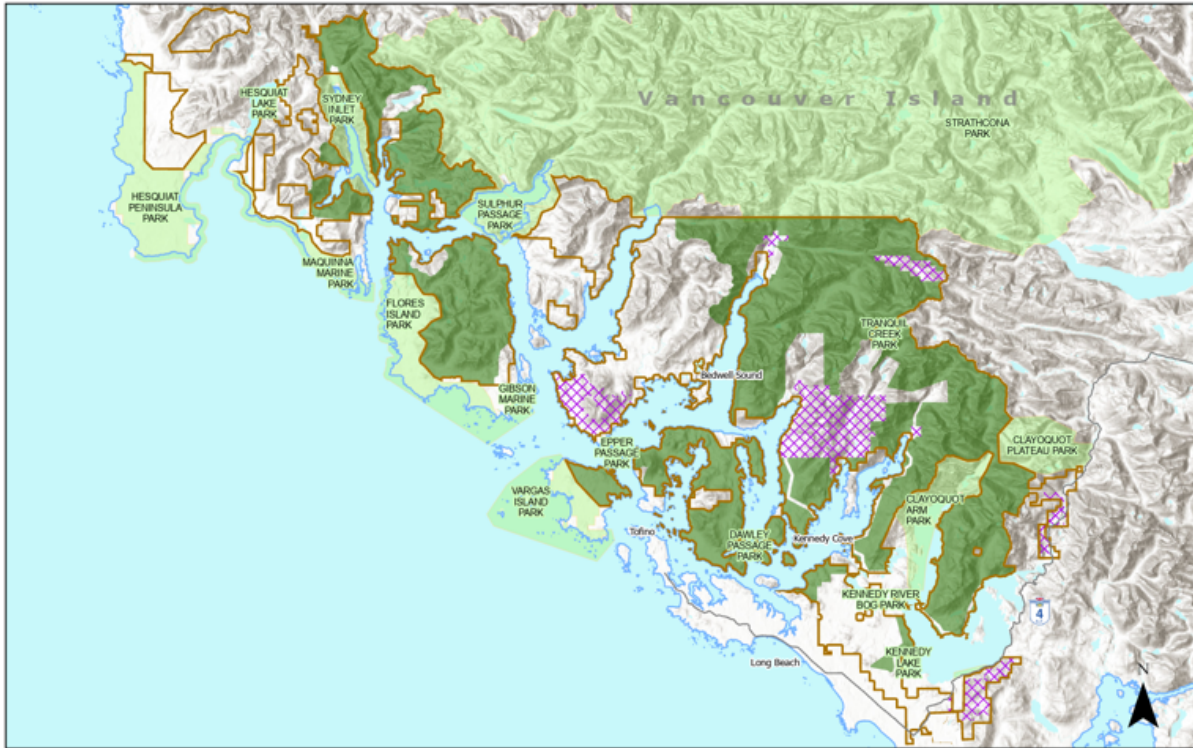 Vancouver Island
STRATHCONA
PARK
HESQUIAT
LAKE
PARK
SYDNEY
INLET
PARK
HESQUIAT
PENINSULA
PARK
SULPHUR
PASSAGE
PARK
MAQUINNA
MARINE
PARK
FLORES
ISLAND
PARK
TRANQUIL
CREEK
PARK
Bedwell Sound
GIBSON
MARINE
PARK
EPPER
PASSAGE
PARK
CLAYOQUOT
PLATEAU PARK
VARGAS
ISLAND
PARK
CLAYOQUOT
ARM
PARK
Tofino
DAWLEY
PASSAGE
PARK
Kennedy Cove
KENNEDY RIVER
BOG PARK
4
KENNEDY
LAKE
PARK
Long Beach
N